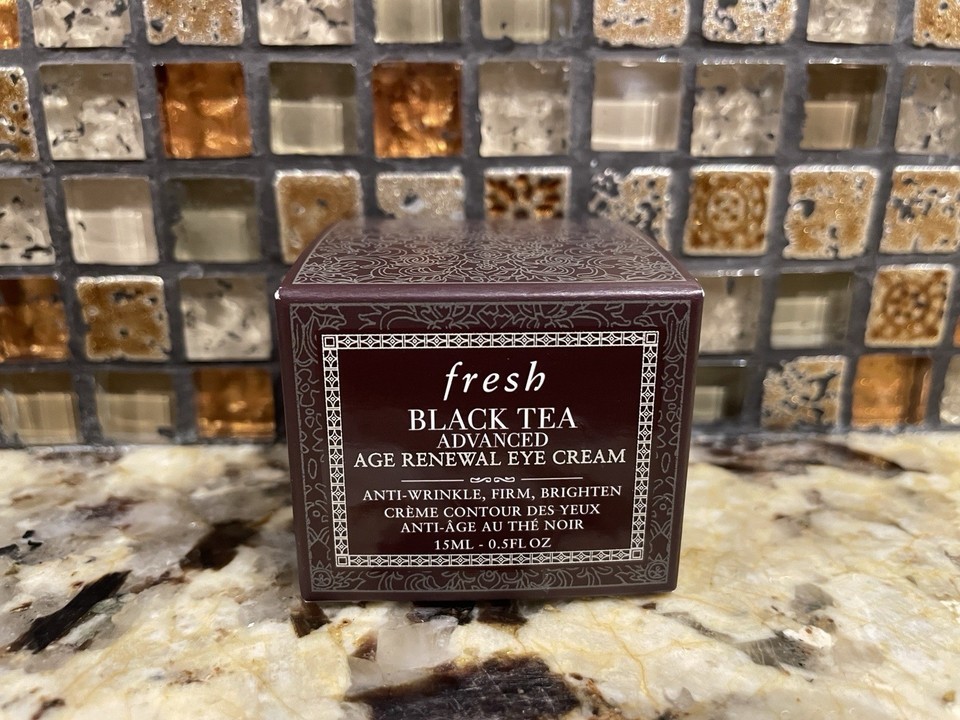 fresh
BLACK TEA
ADVANCED
AGE RENEWAL EYE CREAM
ANTI-WRINKLE, FIRM, BRIGHTEN
CRÈME CONTOUR DES YEUX
ANTI-ÂGE AU THÉ NOIR
15ML - 0.5FL OZ